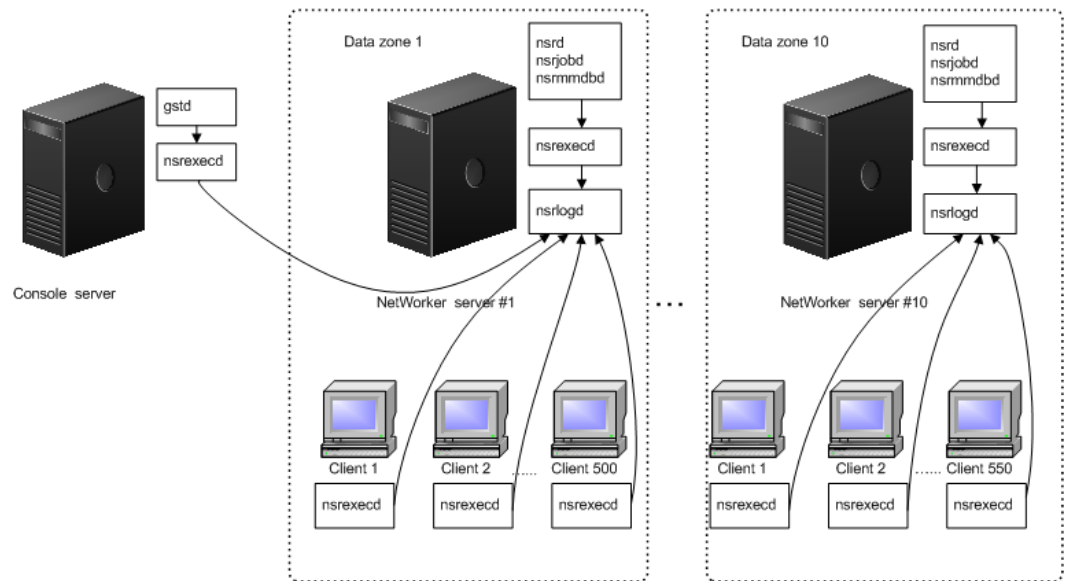 Data zone 1
nsrd
nsrjobd
nsrmmdbd
Data zone 10
nsrd
nsrjobd
nsrmmdbd
gstd
nsrexecd
nsrexecd
nsrexecd
nsrlogd
nsrlogd
Console server
NetWorker server #1
...
NetWorker server #10
Client 1
Client 2
......
Client 500
Client 1
Client 2
......
Client 550
nsrexecd
nsrexecd
nsrexecd
nsrexecd
nsrexecd
nsrexecd